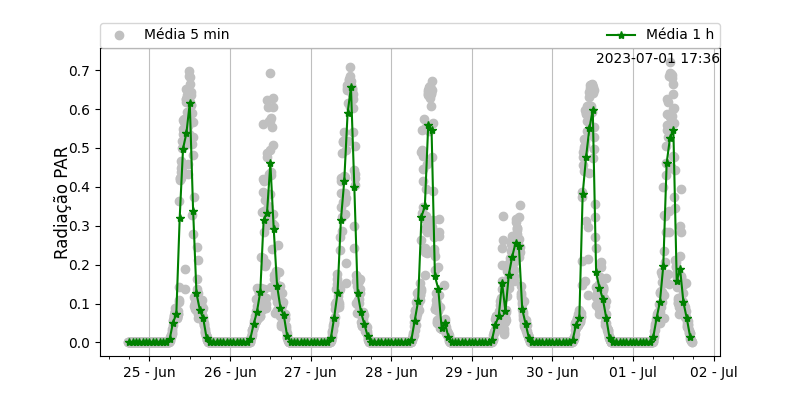 Média 5 min
Média 1 h
2023-07-01 17:36
Radiação PAR
0.7
0.6
0.5
0.4
0.3
0.2
0.1
0.0
25 - Jun
26 - Jun
27 - Jun
28 - Jun
29 - Jun
30 - Jun
01 - Jul
02 - Jul